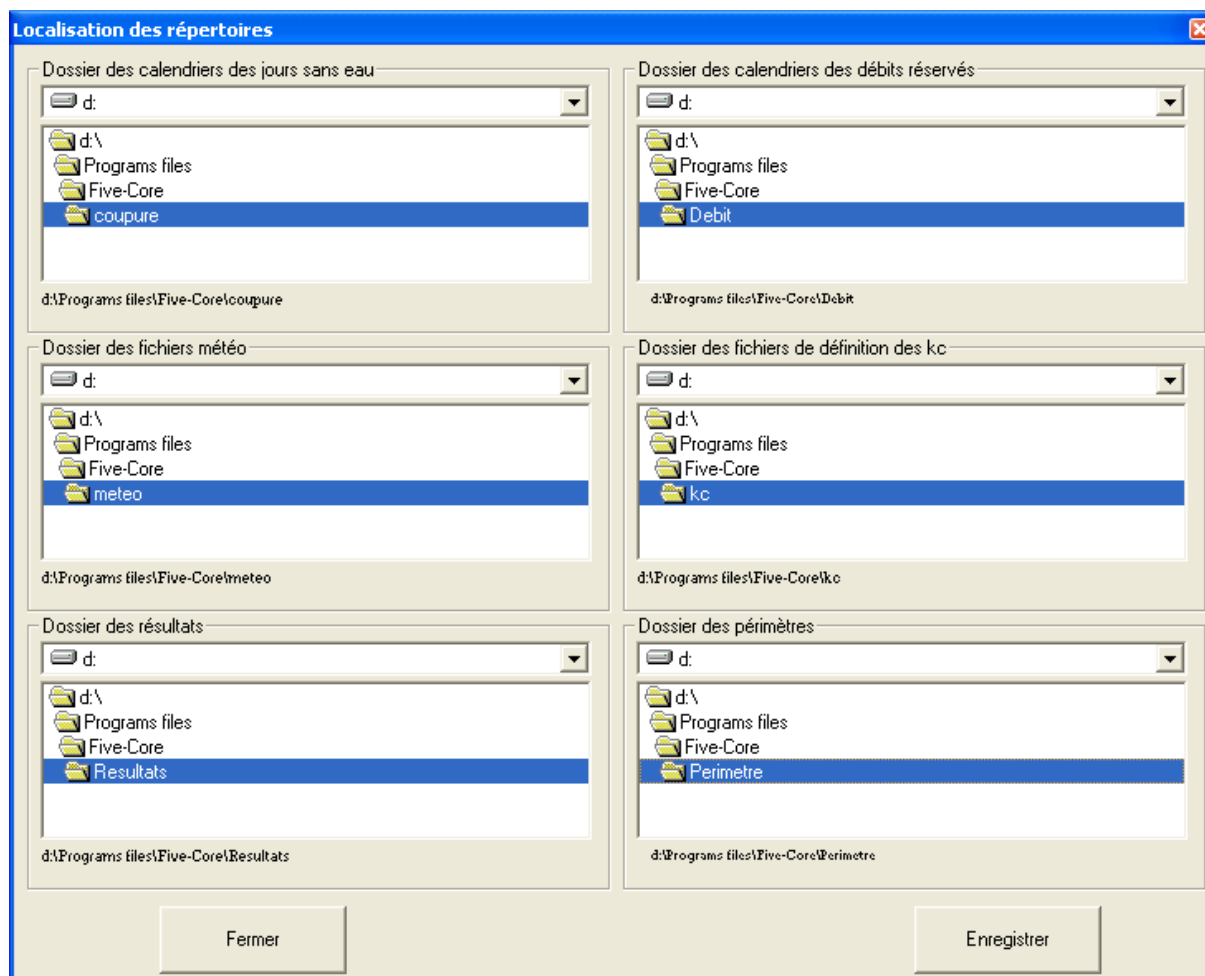 Localisation des répertoires
Dossier des calendriers des jours sans eau
d:
d:\
Programs files
Five-Core
coupure
d:\Programs files\Five-Core\coupure
Dossier des calendriers des débits réservés
d:
d:\
Programs files
Five-Core
Debit
d:\Programs files\Five-Core\Debit
Dossier des fichiers météo
d:
d:\
Programs files
Five-Core
meteo
d:\Programs files\Five-Core\meteo
Dossier des fichiers de définition des kc
d:
d:\
Programs files
Five-Core
kc
d:\Programs files\Five-Core\kc
Dossier des résultats
d:
d:\
Programs files
Five-Core
Resultats
d:\Programs files\Five-Core\Resultats
Dossier des périmètres
d:
d:\
Programs files
Five-Core
Perimetre
d:\Programs files\Five-Core\Perimetre
Fermer
Enregistrer